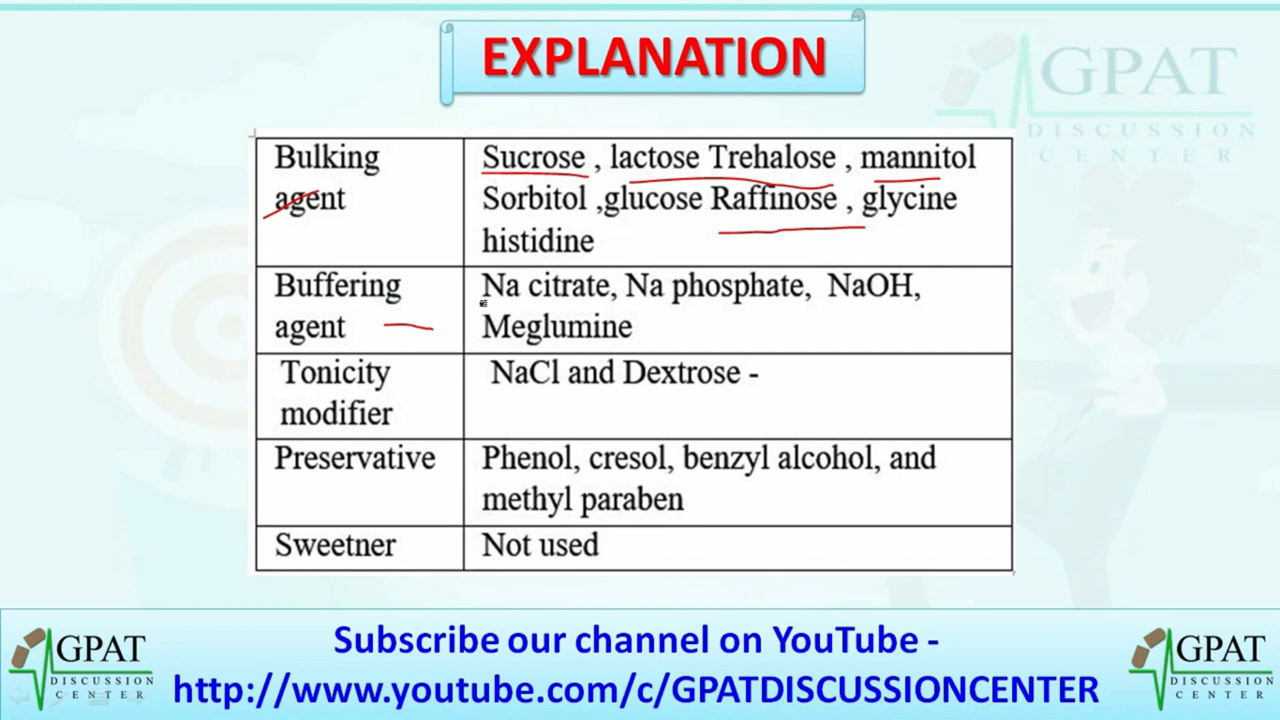 EXPLANATION
GPAT
DISCUSSION
CENTER
Bulking
agent
Sucrose , lactose Trehalose , mannitol
Sorbitol ,glucose Raffinose , glycine
histidine
Buffering
agent
Na citrate, Na phosphate, NaOH,
Meglumine
Tonicity
modifier
NaCl and Dextrose -
Preservative
Phenol, cresol, benzyl alcohol, and
methyl paraben
Sweetner
Not used
GPAT
DISCUSSION
CENTER
Subscribe our channel on YouTube -
http://www.youtube.com/c/GPATDISCUSSIONCENTER
GPAT
DISCUSSION
CENTER